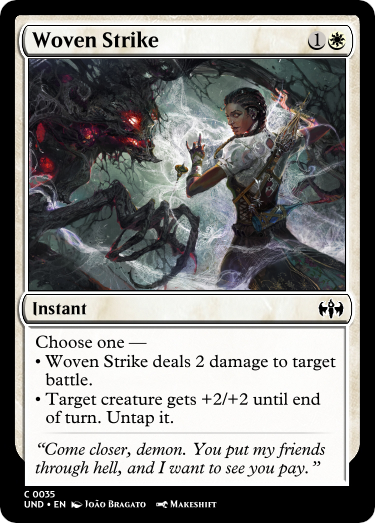 Woven Strike
1
Instant
Choose one —
• Woven Strike deals 2 damage to target
battle.
• Target creature gets +2/+2 until end
of turn. Untap it.
“Come closer, demon. You put my friends
through hell, and I want to see you pay.”
C 0035
UND • EN João Bragato Makeshift